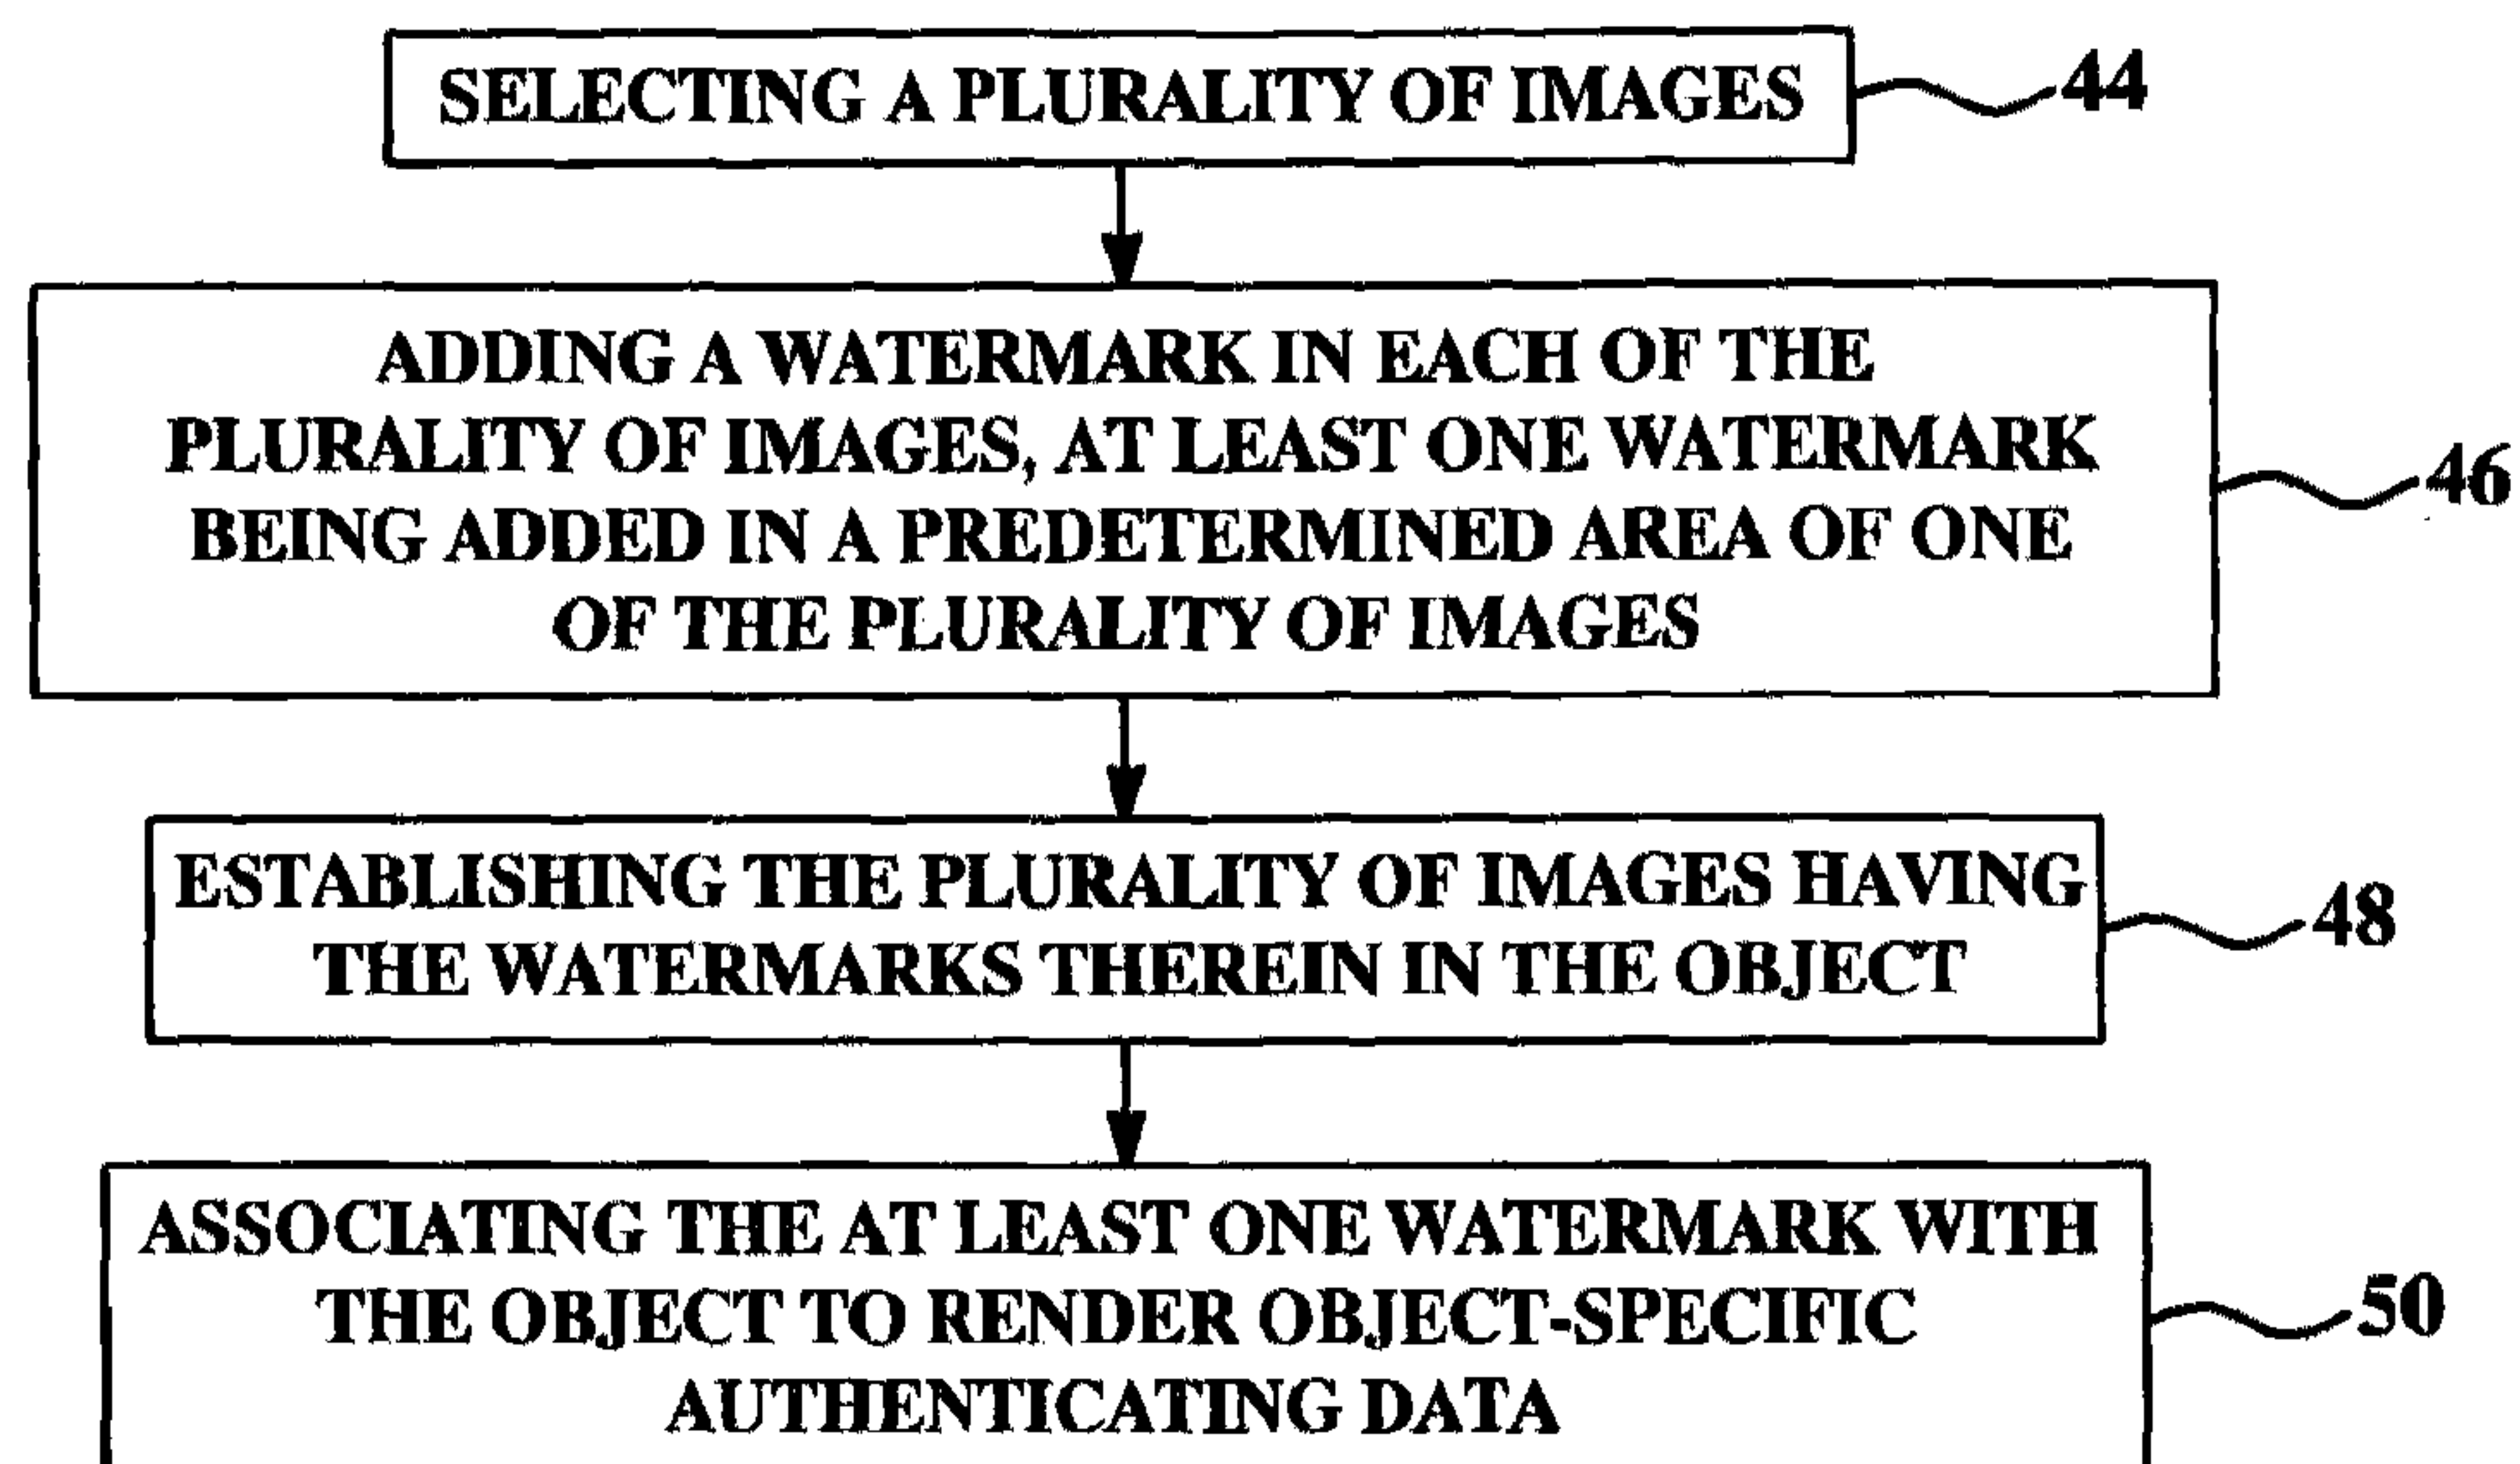 SELECTING A PLURALITY OF IMAGES
44
ADDING A WATERMARK IN EACH OF THE
PLURALITY OF IMAGES, AT LEAST ONE WATERMARK
BEING ADDED IN A PREDETERMINED AREA OF ONE
OF THE PLURALITY OF IMAGES
46
ESTABLISHING THE PLURALITY OF IMAGES HAVING
THE WATERMARKS THEREIN IN THE OBJECT
48
ASSOCIATING THE AT LEAST ONE WATERMARK WITH
THE OBJECT TO RENDER OBJECT-SPECIFIC
AUTHENTICATING DATA
50